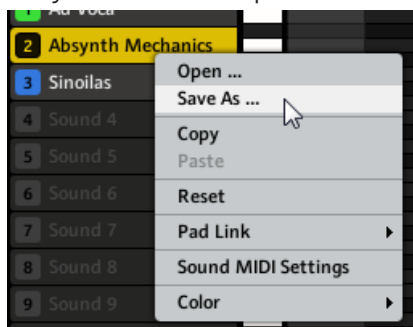 1 Ad Voca
2 Absynth Mechanics
3 Sinoilas
4 Sound 4
5 Sound 5
6 Sound 6
7 Sound 7
8 Sound 8
9 Sound 9
Open ...
Save As ...
Copy
Paste
Reset
Pad Link
Sound MIDI Settings
Color